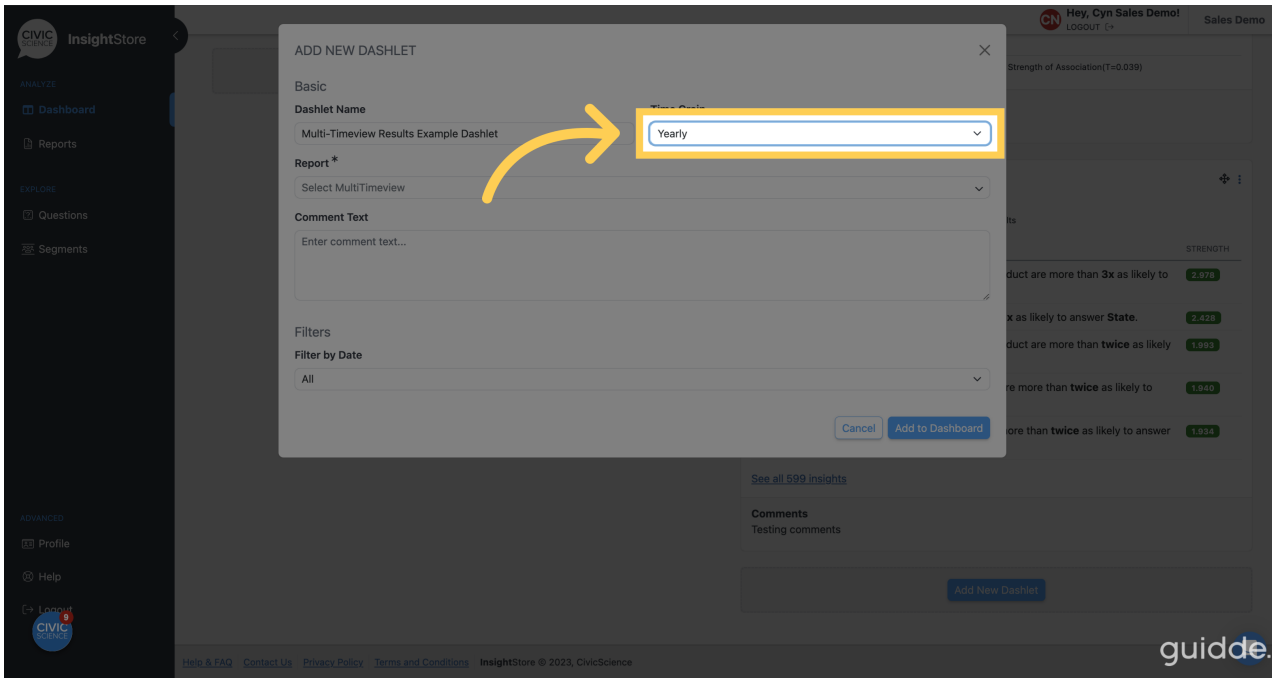 CIVIC
SCIENCE
InsightStore
ANALYZE
Dashboard
Reports
EXPLORE
Questions
Segments
ADVANCED
Profile
Help
Logout
9
CIVIC
SCIENCE
CN
Hey, Cyn Sales Demo!
LOGOUT
Sales Demo
ADD NEW DASHLET
Basic
Dashlet Name
Time Grain
Multi-Timeview Results Example Dashlet
Yearly
Report *
Select MultiTimeview
Comment Text
Enter comment text...
Filters
Filter by Date
All
Cancel
Add to Dashboard
Strength of Association(T=0.039)
STRENGTH
are more than 3x as likely to
2.978
as likely to answer State.
2.428
are more than twice as likely
1.993
more than twice as likely to
1.940
than twice as likely to answer
1.934
See all 599 insights
Comments
Testing comments
Add New Dashlet
Help & FAQ Contact Us Privacy Policy Terms and Conditions InsightStore © 2023, CivicScience
guidde.